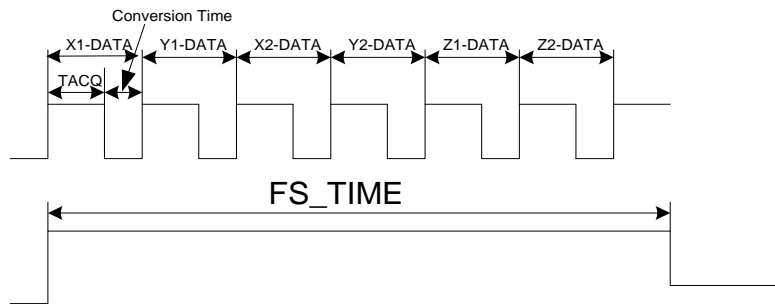 Conversion Time
X1-DATA Y1-DATA X2-DATA Y2-DATA Z1-DATA Z2-DATA
TACQ
FS_TIME